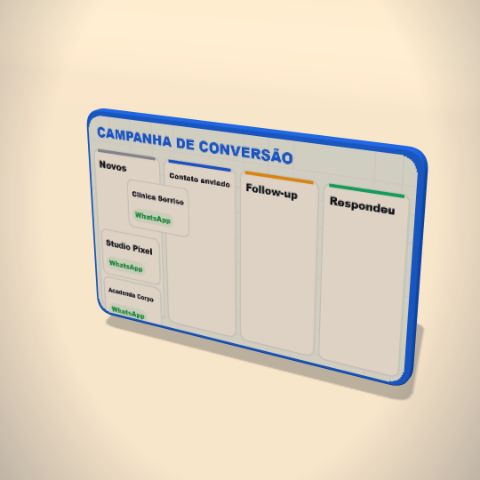 CAMPANHA DE CONVERSÃO
Novos
Clínica Sorriso
WhatsApp
Studio Pixel
WhatsApp
Academia Corpo
WhatsApp
Contato enviado
Follow-up
Respondeu